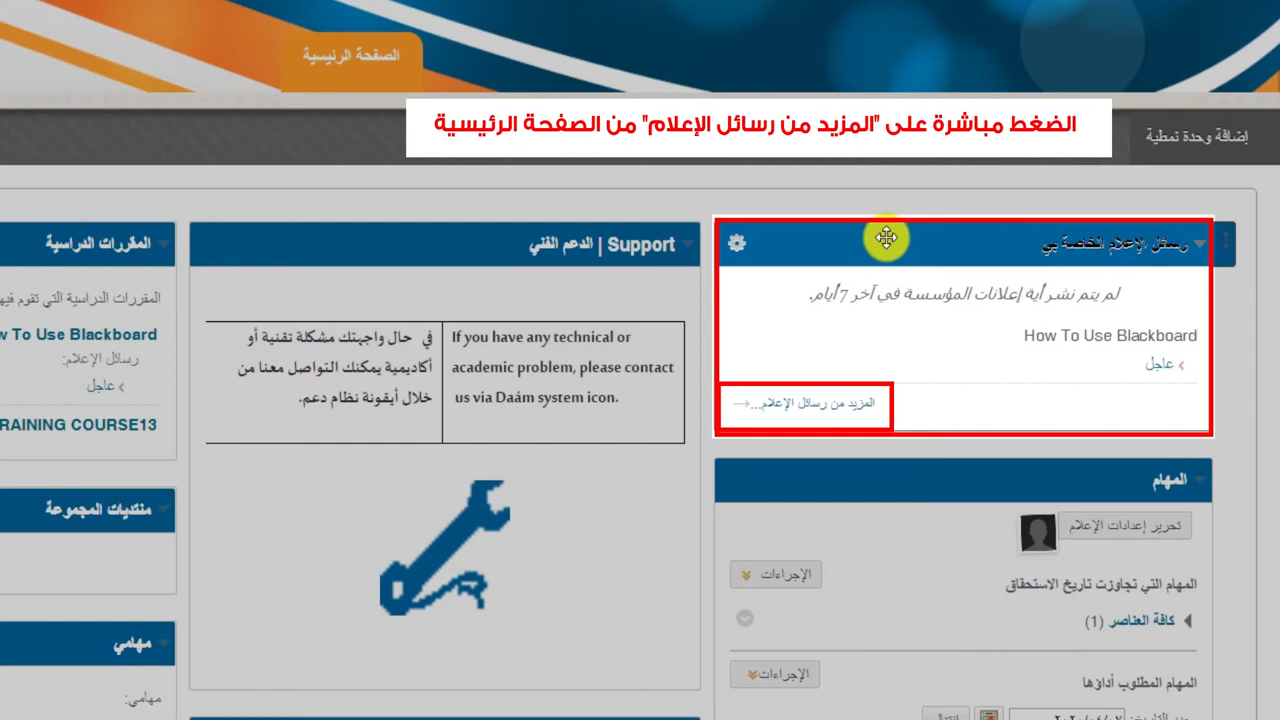 الصفحة الرئيسية
الضغط مباشرة على "المزيد من رسائل الإعلام" من الصفحة الرئيسية
إضافة وحدة نمطية
رسائل الإعلام الخاصة بي
لم يتم نشر أية إعلانات المؤسسة في آخر 7 أيام.
How To Use Blackboard
عاجل
المزيد من رسائل الإعلام...
المهام
تحرير إعدادات الإعلام
الإجراءات
المهام التي تجاوزت تاريخ الاستحقاق
كافة العناصر (1)
الإجراءات
المهام المطلوب أداؤها
Support | الدعم الفني
If you have any technical or
academic problem, please contact
us via Daám system icon.
في حال واجهتك مشكلة تقنية أو
أكاديمية يمكنك التواصل معنا من
خلال أيقونة نظام دعم.
المقررات الدراسية
المقررات الدراسية التي تقوم فيه
w To Use Blackboard
رسائل الإعلام:
عاجل
RAINING COURSE13
منتديات المجموعة
مهامي
مهامي: